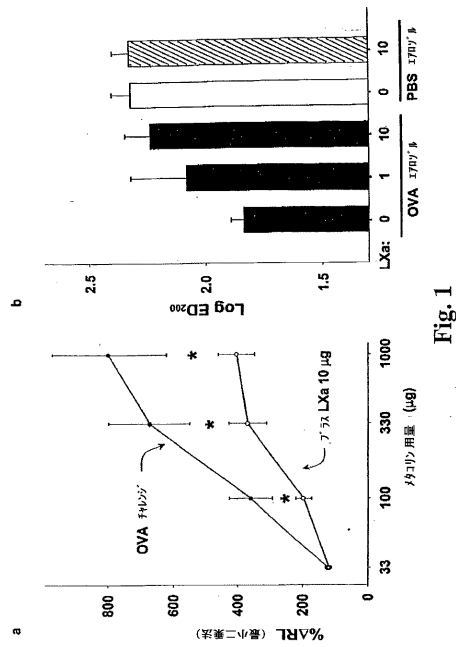 a
%ΔRL (最小二乗法)
800
600
400
200
0
OVA チャレンジ
*
*
*
プラス LXa 10 µg
33
100
330
1000
メタコリン 用量 (µg)
b
Log ED200
2.5
2.0
1.5
LXa:
0
1
10
0
10
OVA エアロゾル
PBS エアロゾル
Fig. 1